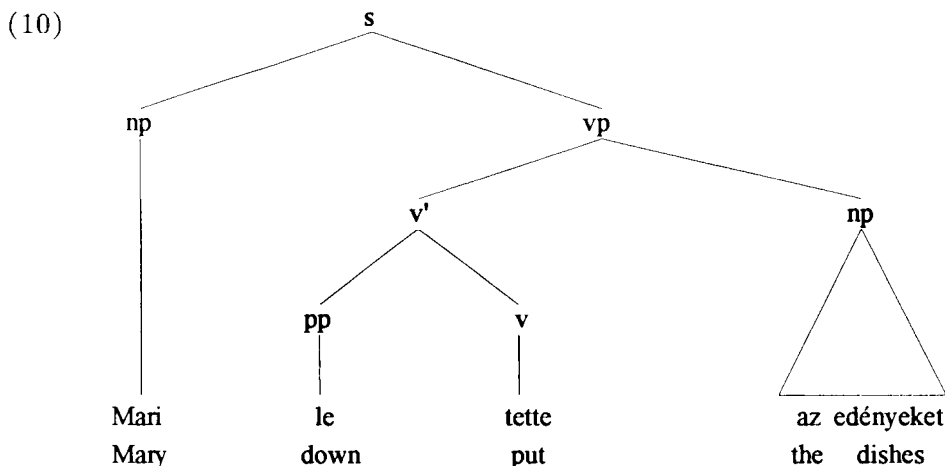 (10)
s
np vp
v' np
pp v
Mari le tette az edényeket
Mary down put the dishes